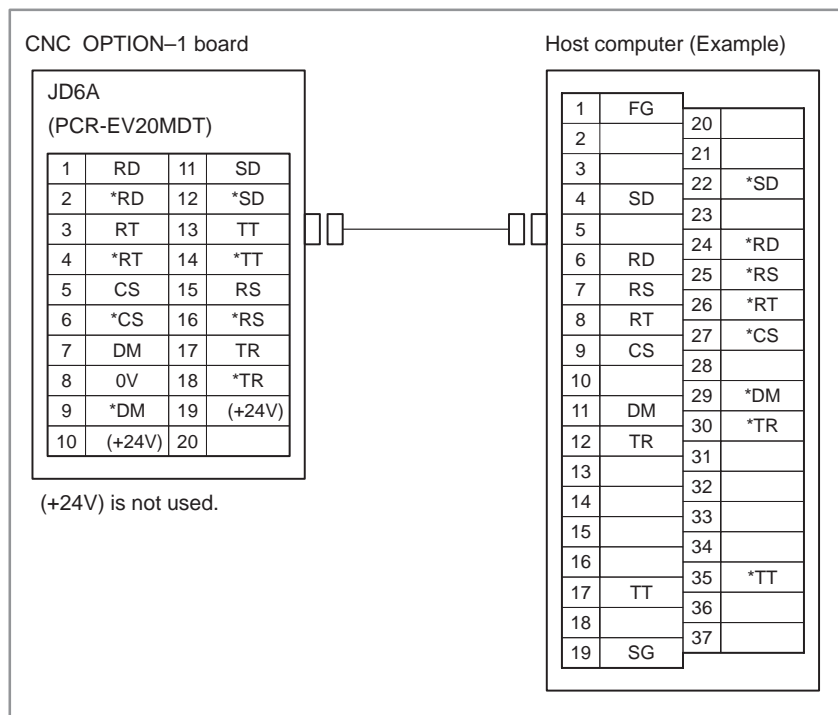 CNC OPTION–1 board
Host computer (Example)
JD6A
(PCR-EV20MDT)
1 RD 11 SD
2 *RD 12 *SD
3 RT 13 TT
4 *RT 14 *TT
5 CS 15 RS
6 *CS 16 *RS
7 DM 17 TR
8 0V 18 *TR
9 *DM 19 (+24V)
10 (+24V) 20
(+24V) is not used.
1 FG
2
3
4 SD
5
6 RD
7 RS
8 RT
9 CS
10
11 DM
12 TR
13
14
15
16
17 TT
18
19 SG
20
21
22 *SD
23
24 *RD
25 *RS
26 *RT
27 *CS
28
29 *DM
30 *TR
31
32
33
34
35 *TT
36
37